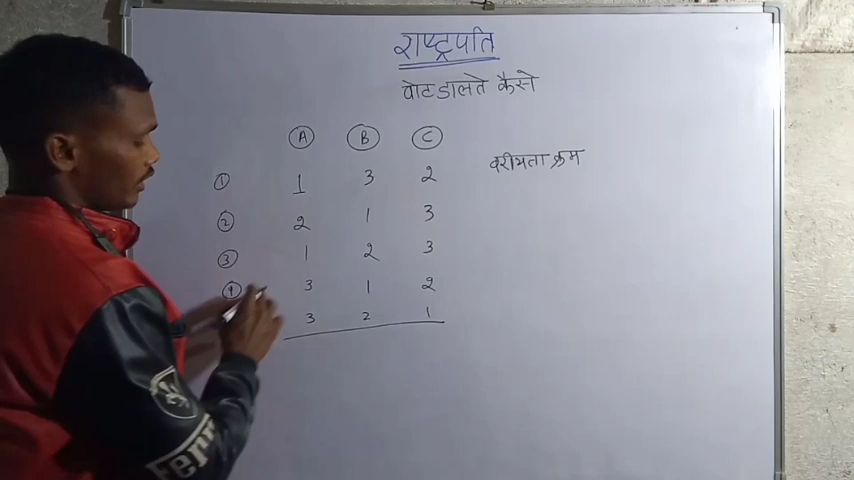 राष्ट्रपति
वोट डालते कैसे
A B C
वरीयता क्रम
1 1 3 2
2 2 1 3
3 1 2 3
4 3 1 2
3 2 1
Ferr